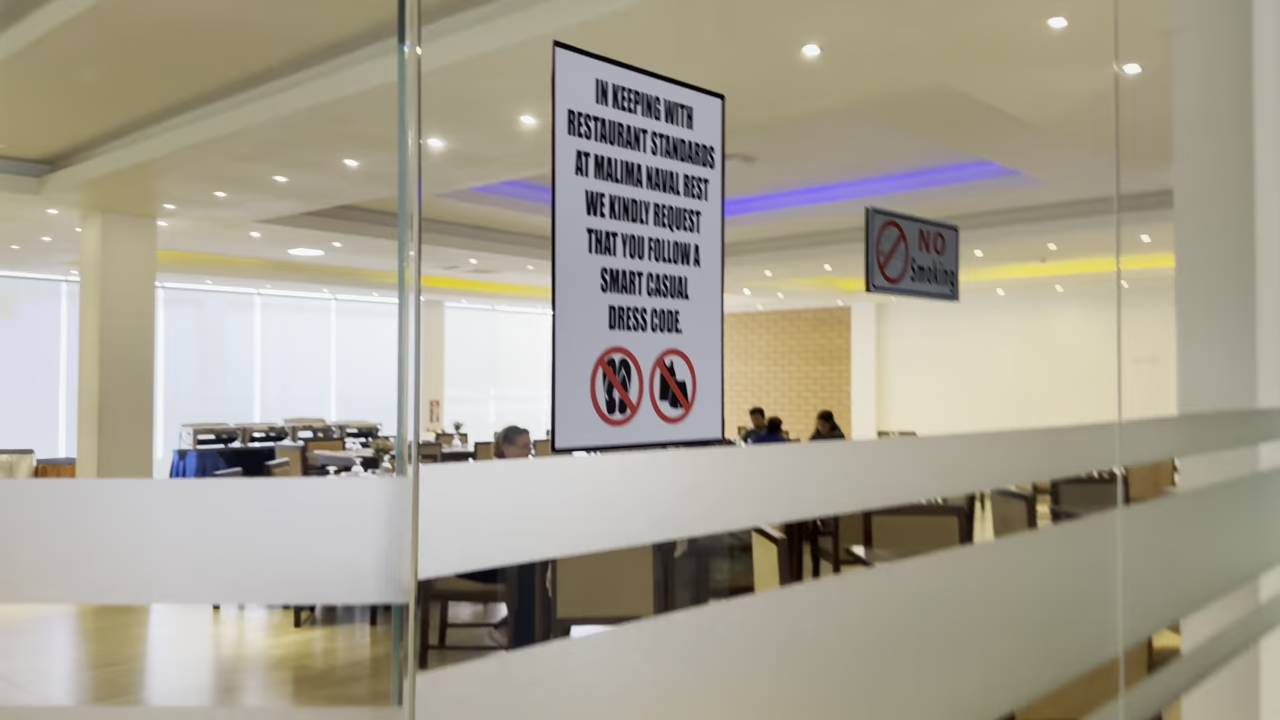 IN KEEPING WITH
RESTAURANT STANDARDS
AT MALIMA NAVAL REST
WE KINDLY REQUEST
THAT YOU FOLLOW A
SMART CASUAL
DRESS CODE.
NO
Smoking